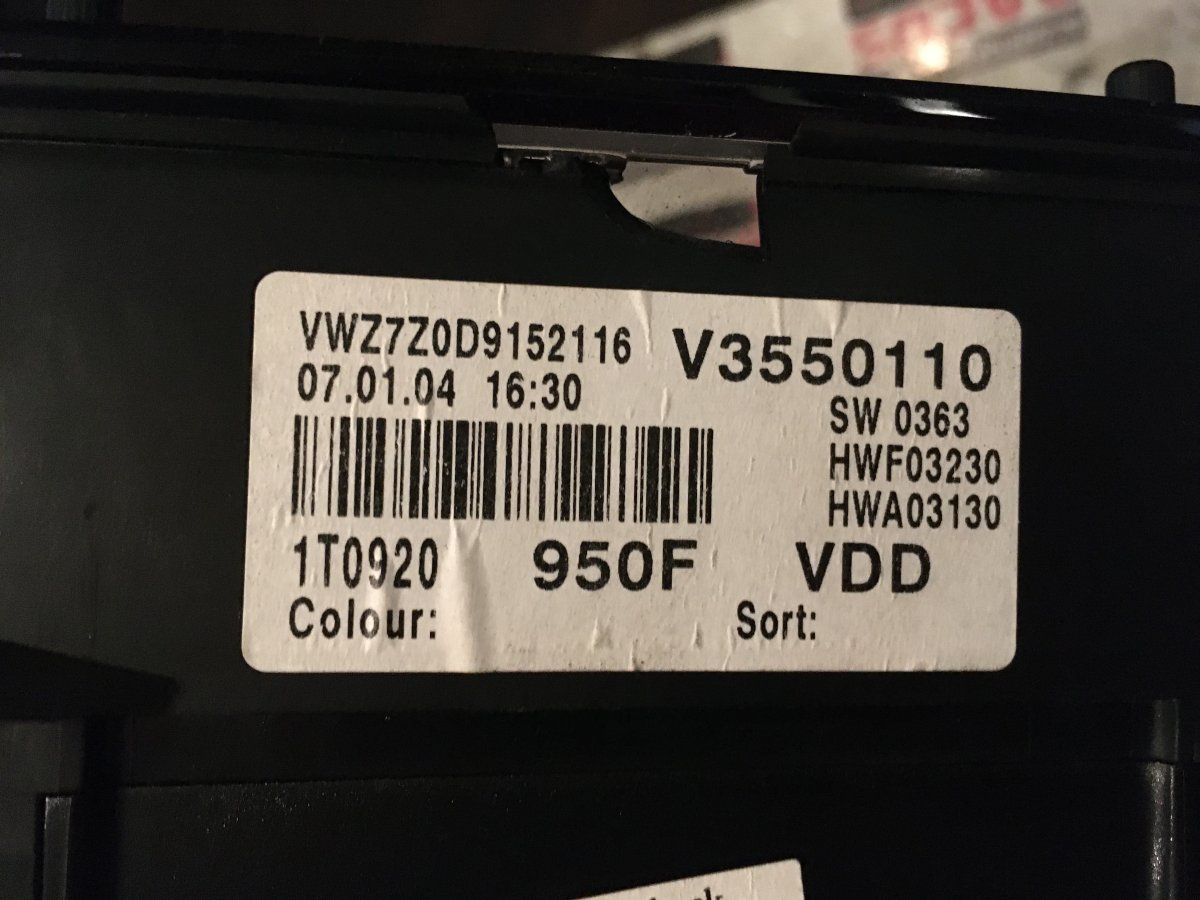 VWZ7Z0D9152116
V3550110
07.01.04 16:30
SW 0363
HWF03230
HWA03130
1T0920 950F VDD
Colour: Sort: